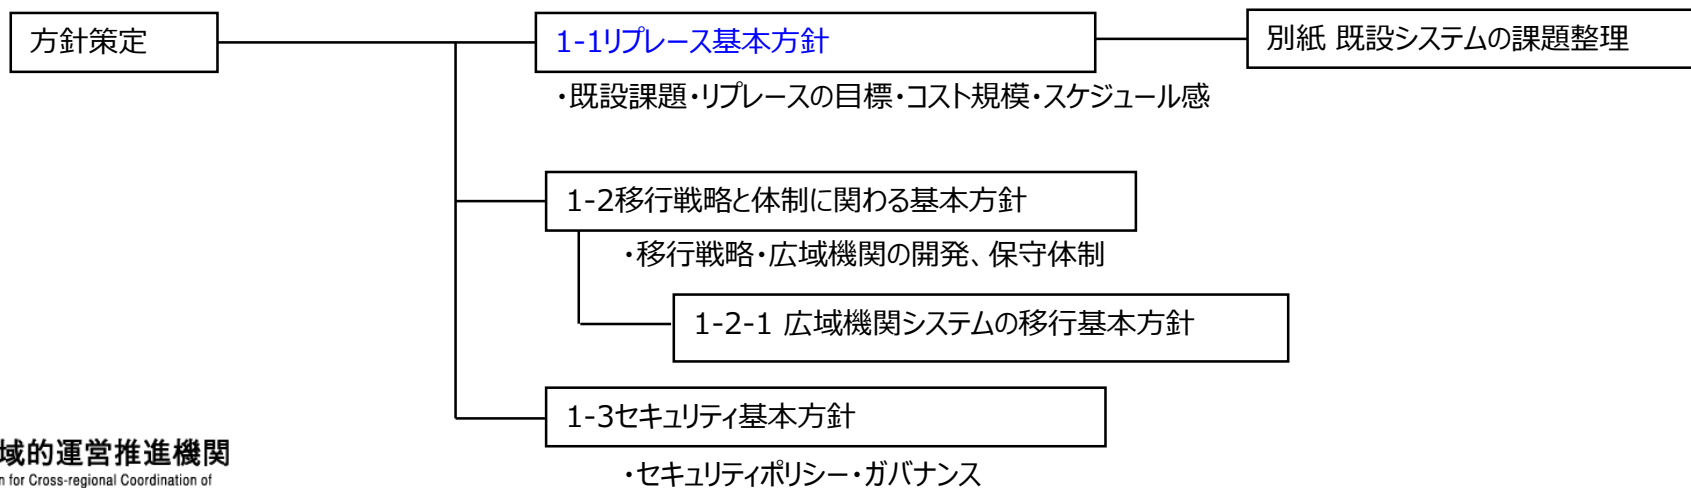 方針策定
1-1リプレース基本方針
別紙 既設システムの課題整理
・既設課題・リプレースの目標・コスト規模・スケジュール感
1-2移行戦略と体制に関わる基本方針
・移行戦略・広域機関の開発、保守体制
1-2-1 広域機関システムの移行基本方針
1-3セキュリティ基本方針
・セキュリティポリシー・ガバナンス
域的運営推進機関
for Cross-regional Coordination of